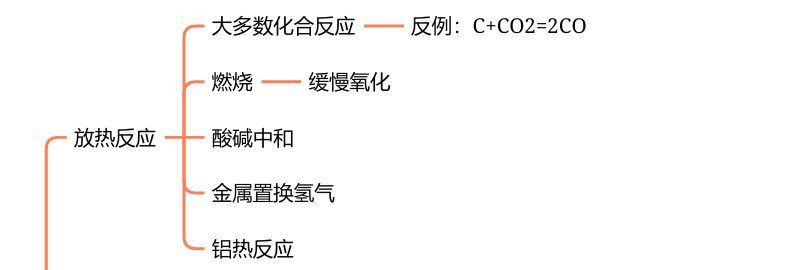 大多数化合反应
反例：C+CO2=2CO
燃烧
缓慢氧化
放热反应
酸碱中和
金属置换氢气
铝热反应